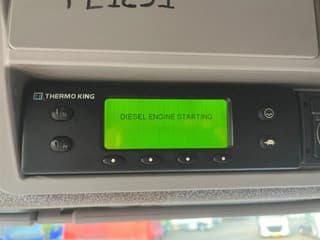 THERMO KING
DIESEL ENGINE STARTING